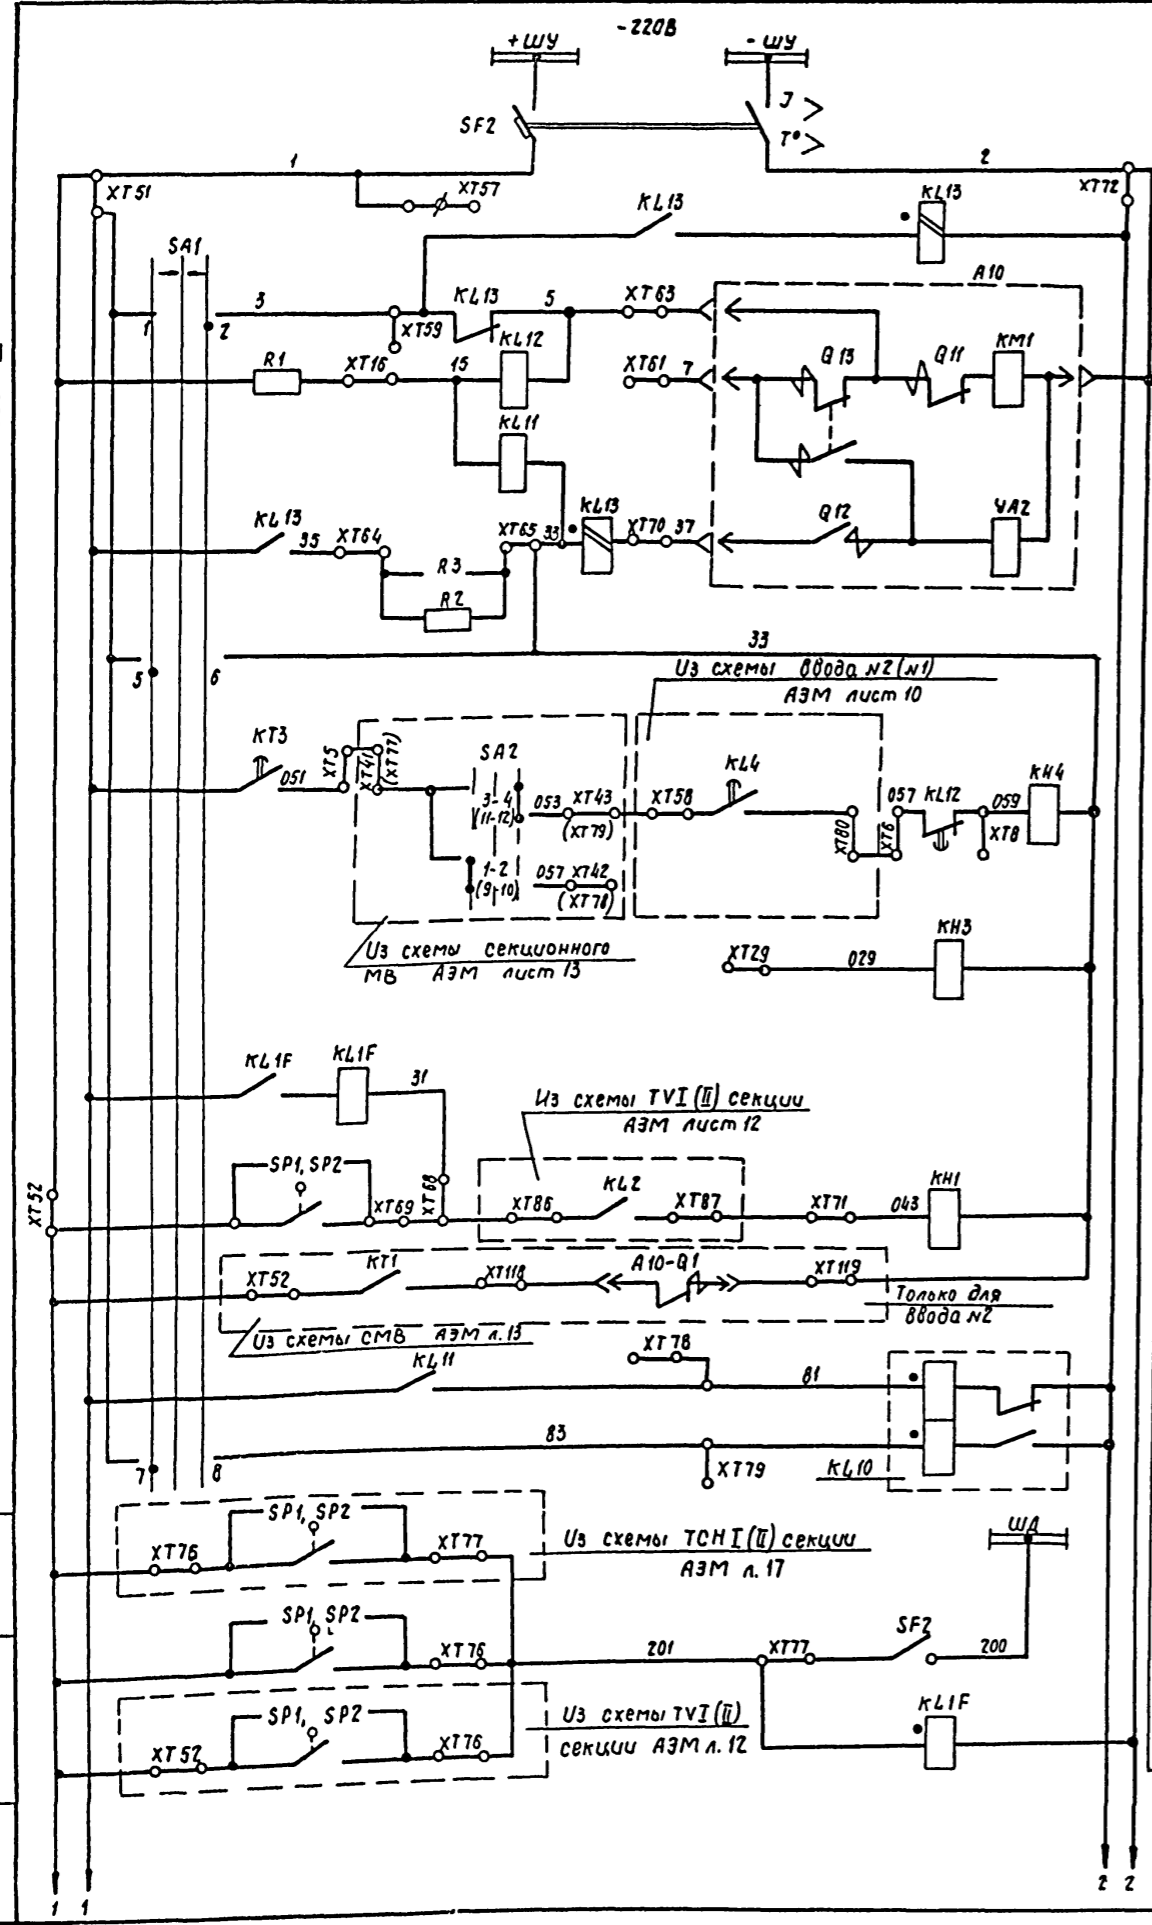 -220В
+ШУ
-ШУ
SF2
J >
T° >
1
2
XT51
XT57
XT72
KL13
KL13
SA1
A10
3
KL13
5
XT63
1
2
XT59
R1
XT16
15
KL12
XT61
7
Q13
Q11
KM1
KL11
KL13
35
XT64
XT65
33
KL13
XT70
37
Q12
YA2
R3
R2
5
6
33
Из схемы ввода №2(№1)
АЭМ лист 10
KT3
051
XT5
XT41
(XT77)
SA2
3-4
(11-12)
053
XT43
(XT79)
XT58
KL4
XT80
XT6
057
KL12
059
XT8
KH4
1-2
(9-10)
057
XT42
(XT78)
Из схемы секционного
МВ АЭМ лист 13
XT29
029
KH3
KL1F
KL1F
31
Из схемы TVI(II) секции
АЭМ лист 12
XT52
SP1, SP2
XT69
XT68
XT86
KL2
XT87
XT71
043
KH1
XT52
KT1
XT118
A10-Q1
XT119
Только для
ввода №2
Из схемы СМВ АЭМ л.13
KL11
XT78
81
7
8
83
XT79
KL10
SP1, SP2
XT76
XT77
Из схемы ТСН I(II) секции
АЭМ л.17
ШД
SP1, SP2
XT76
201
XT77
SF2
200
SP1, SP2
XT52
XT76
Из схемы TVI(II)
секции АЭМ л.12
KL1F
1
1
2
2